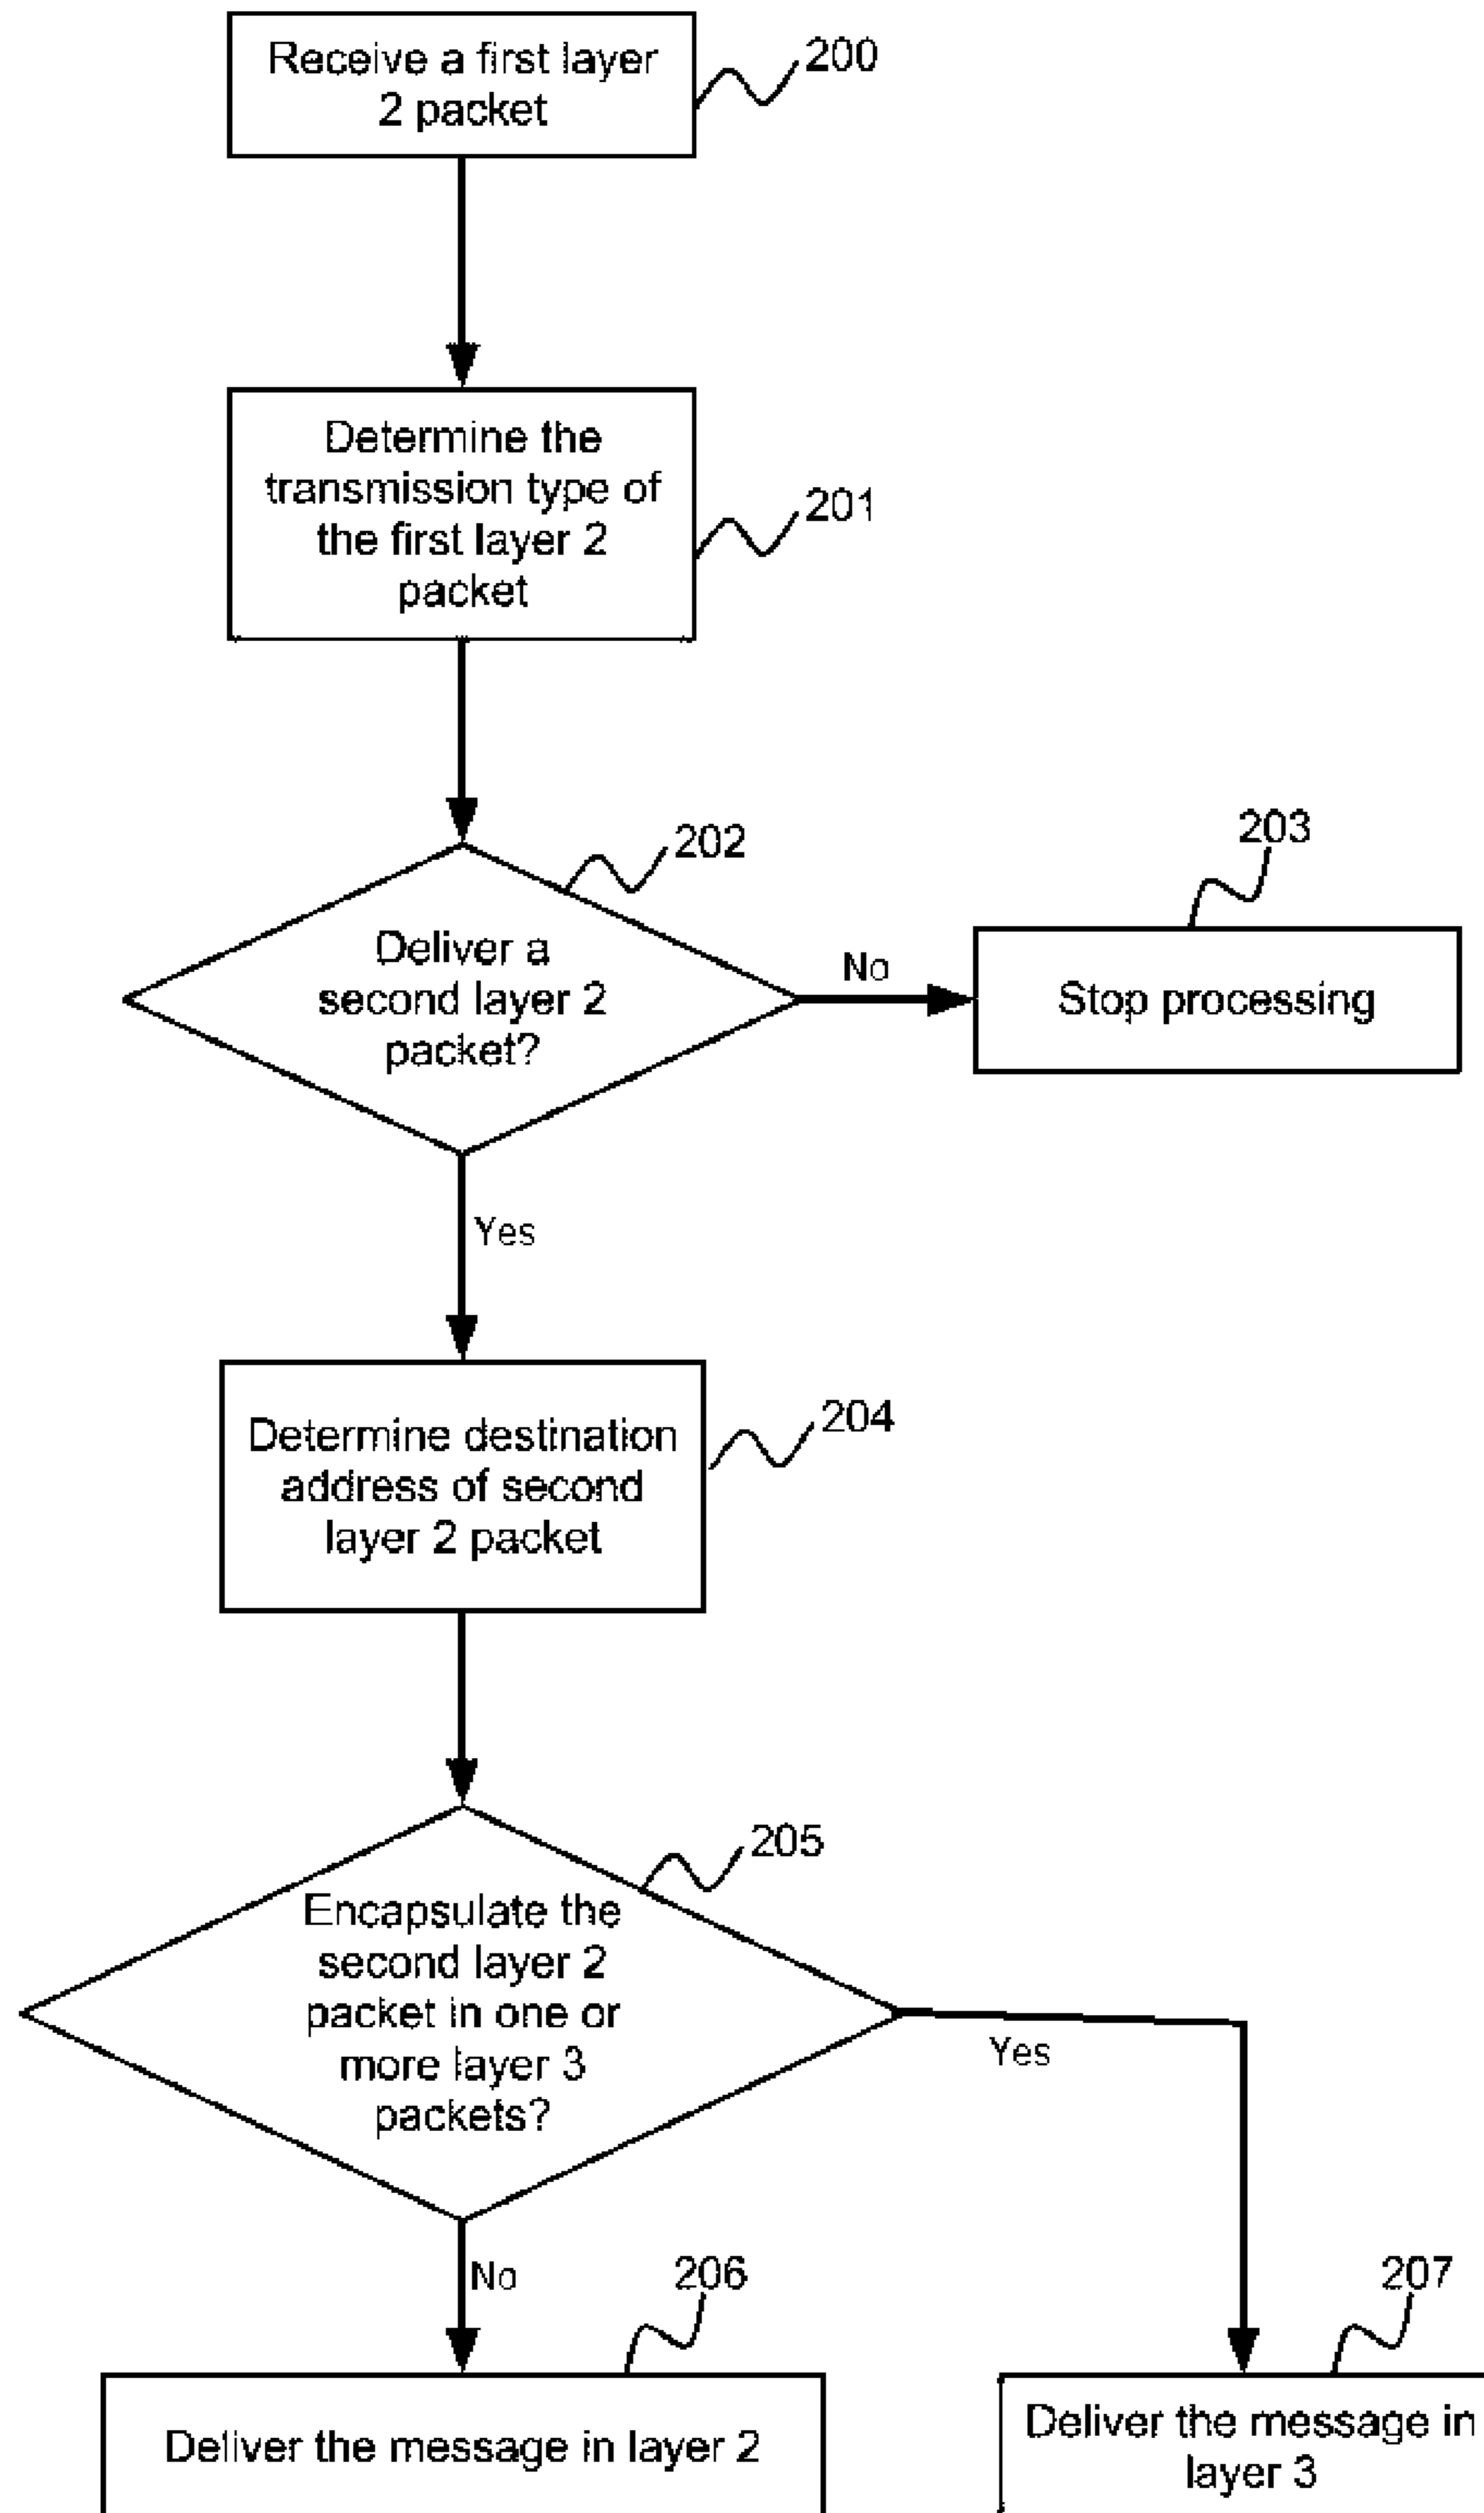 Receive a first layer
2 packet
200
Determine the
transmission type of
the first layer 2
packet
201
202
Deliver a
second layer 2
packet?
No
203
Stop processing
Yes
Determine destination
address of second
layer 2 packet
204
205
Encapsulate the
second layer 2
packet in one or
more layer 3
packets?
Yes
No
206
Deliver the message in layer 2
207
Deliver the message in
layer 3